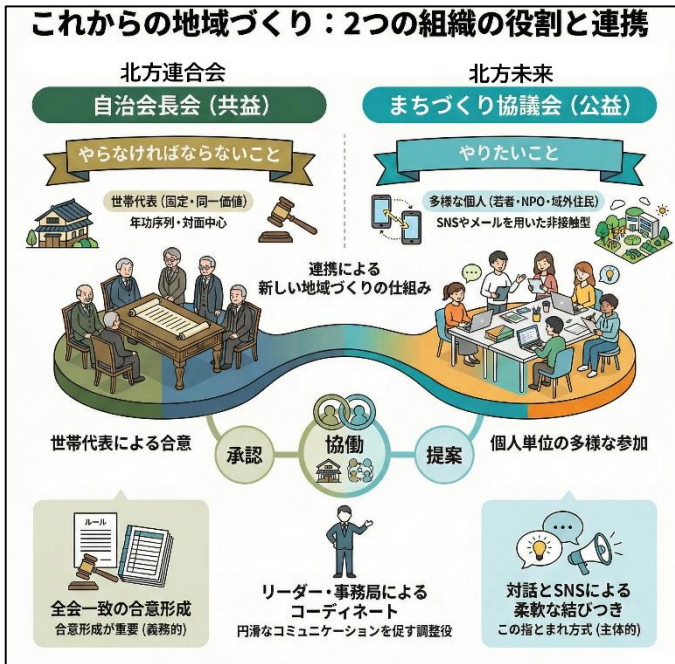 これからの地域づくり：2つの組織の役割と連携
北方連合会
自治会長会（共益）
やらなければならないこと
世帯代表（固定・同一価値）
年功序列・対面中心
北方未来
まちづくり協議会（公益）
やりたいこと
多様な個人（若者・NPO・域外住民）
SNSやメールを用いた非接触型
連携による
新しい地域づくりの仕組み
世帯代表による合意
承認
協働
提案
個人単位の多様な参加
ルール
全会一致の合意形成
合意形成が重要（義務的）
リーダー・事務局による
コーディネート
円滑なコミュニケーションを促す調整役
対話とSNSによる
柔軟な結びつき
この指とまれ方式（主体的）